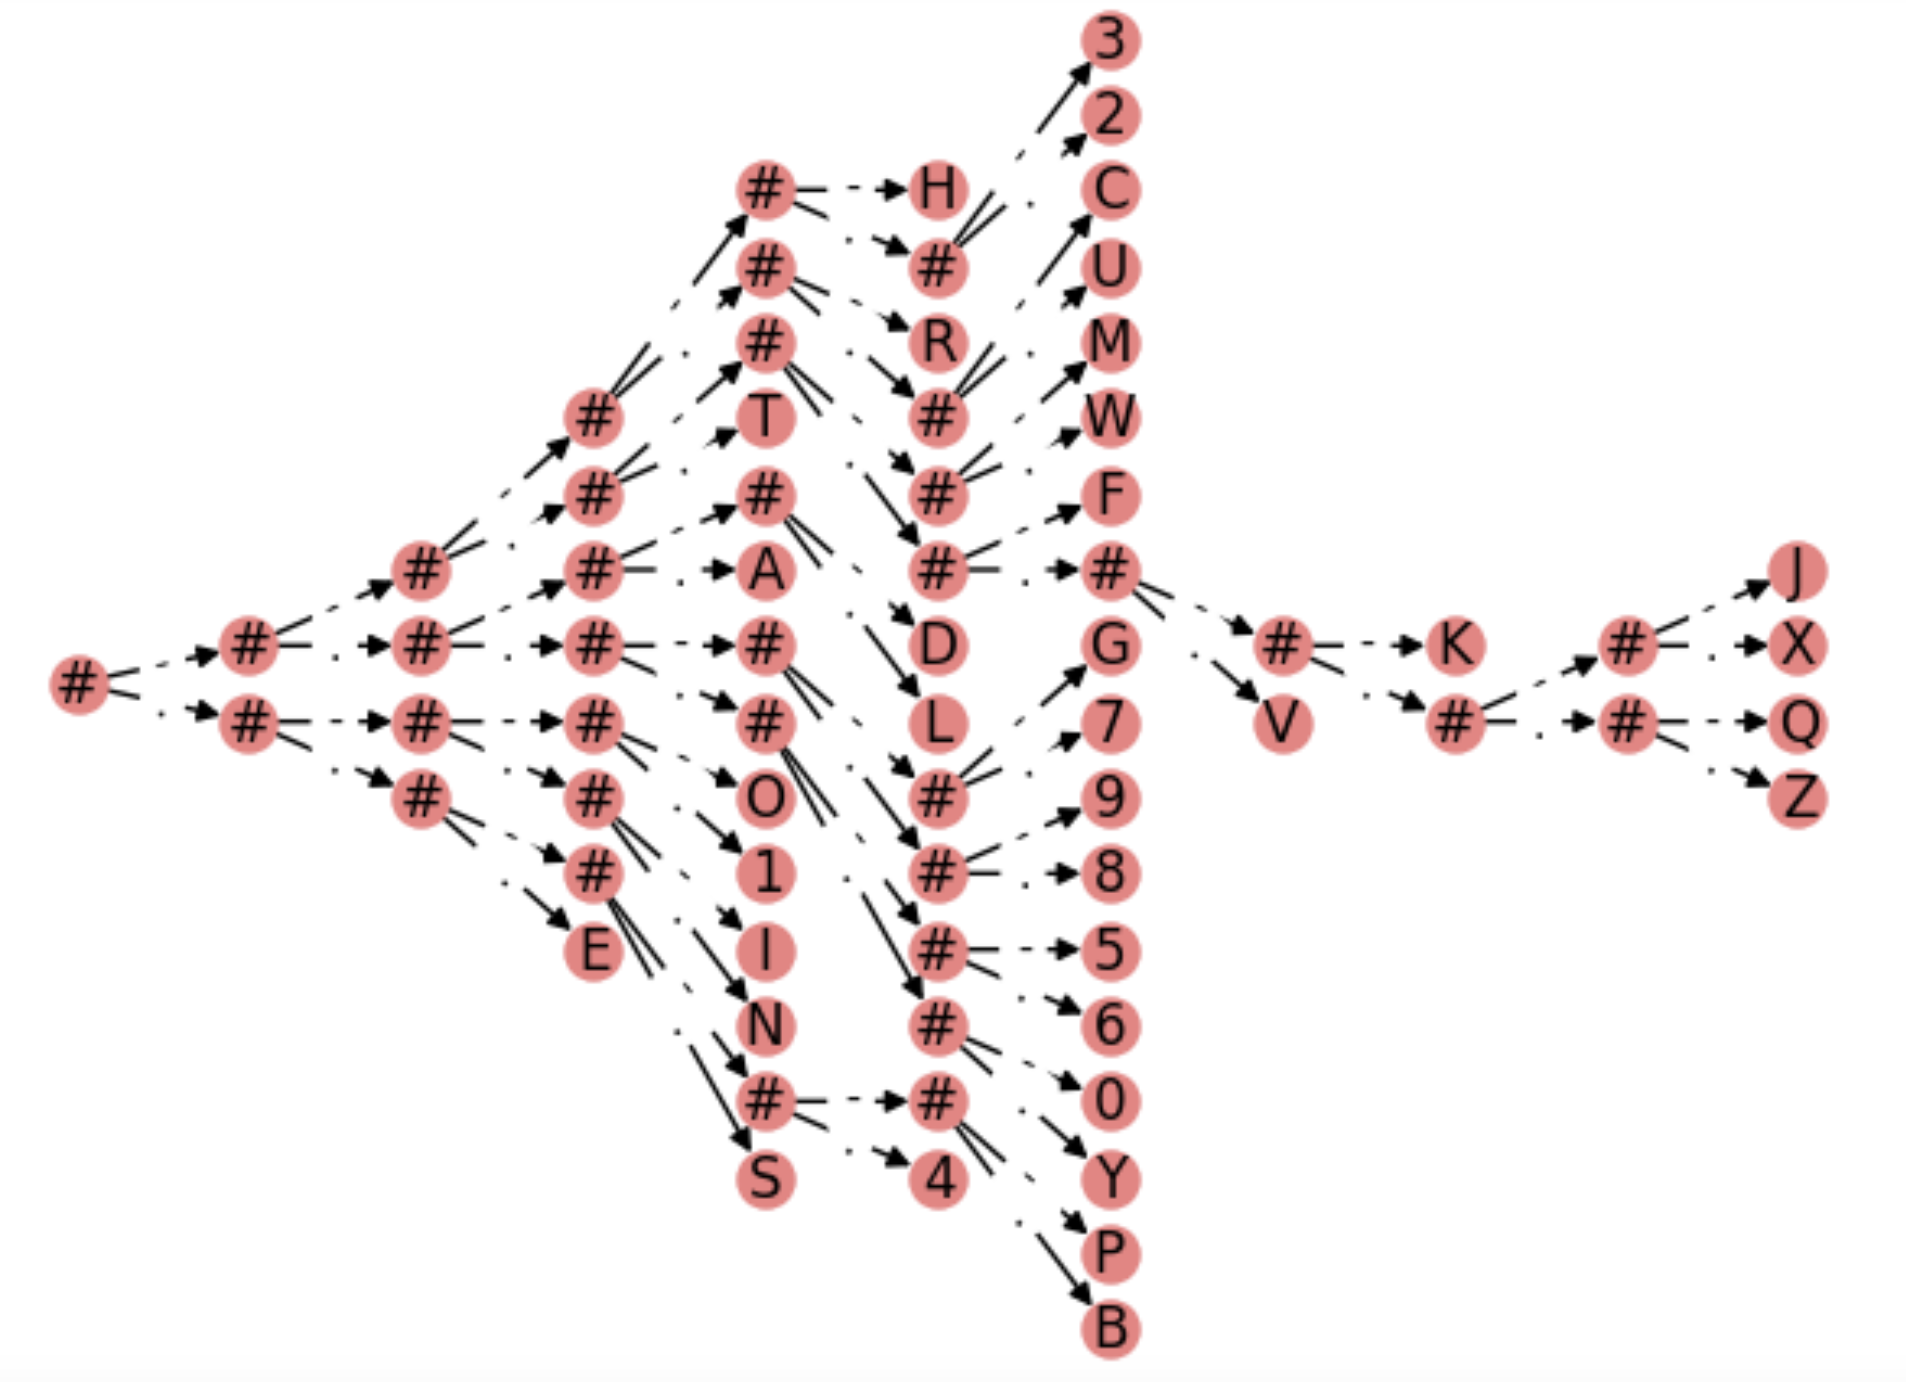 3
2
# H C
# # U
# R M
# # T # W
# # # F
# # A # # J
# # # # D G # K # X
# # # # # L 7 V # # Q
# # O # 9 Z
# 1 # 8
E I # 5
N # 6
# # 0
S 4 Y
P
B